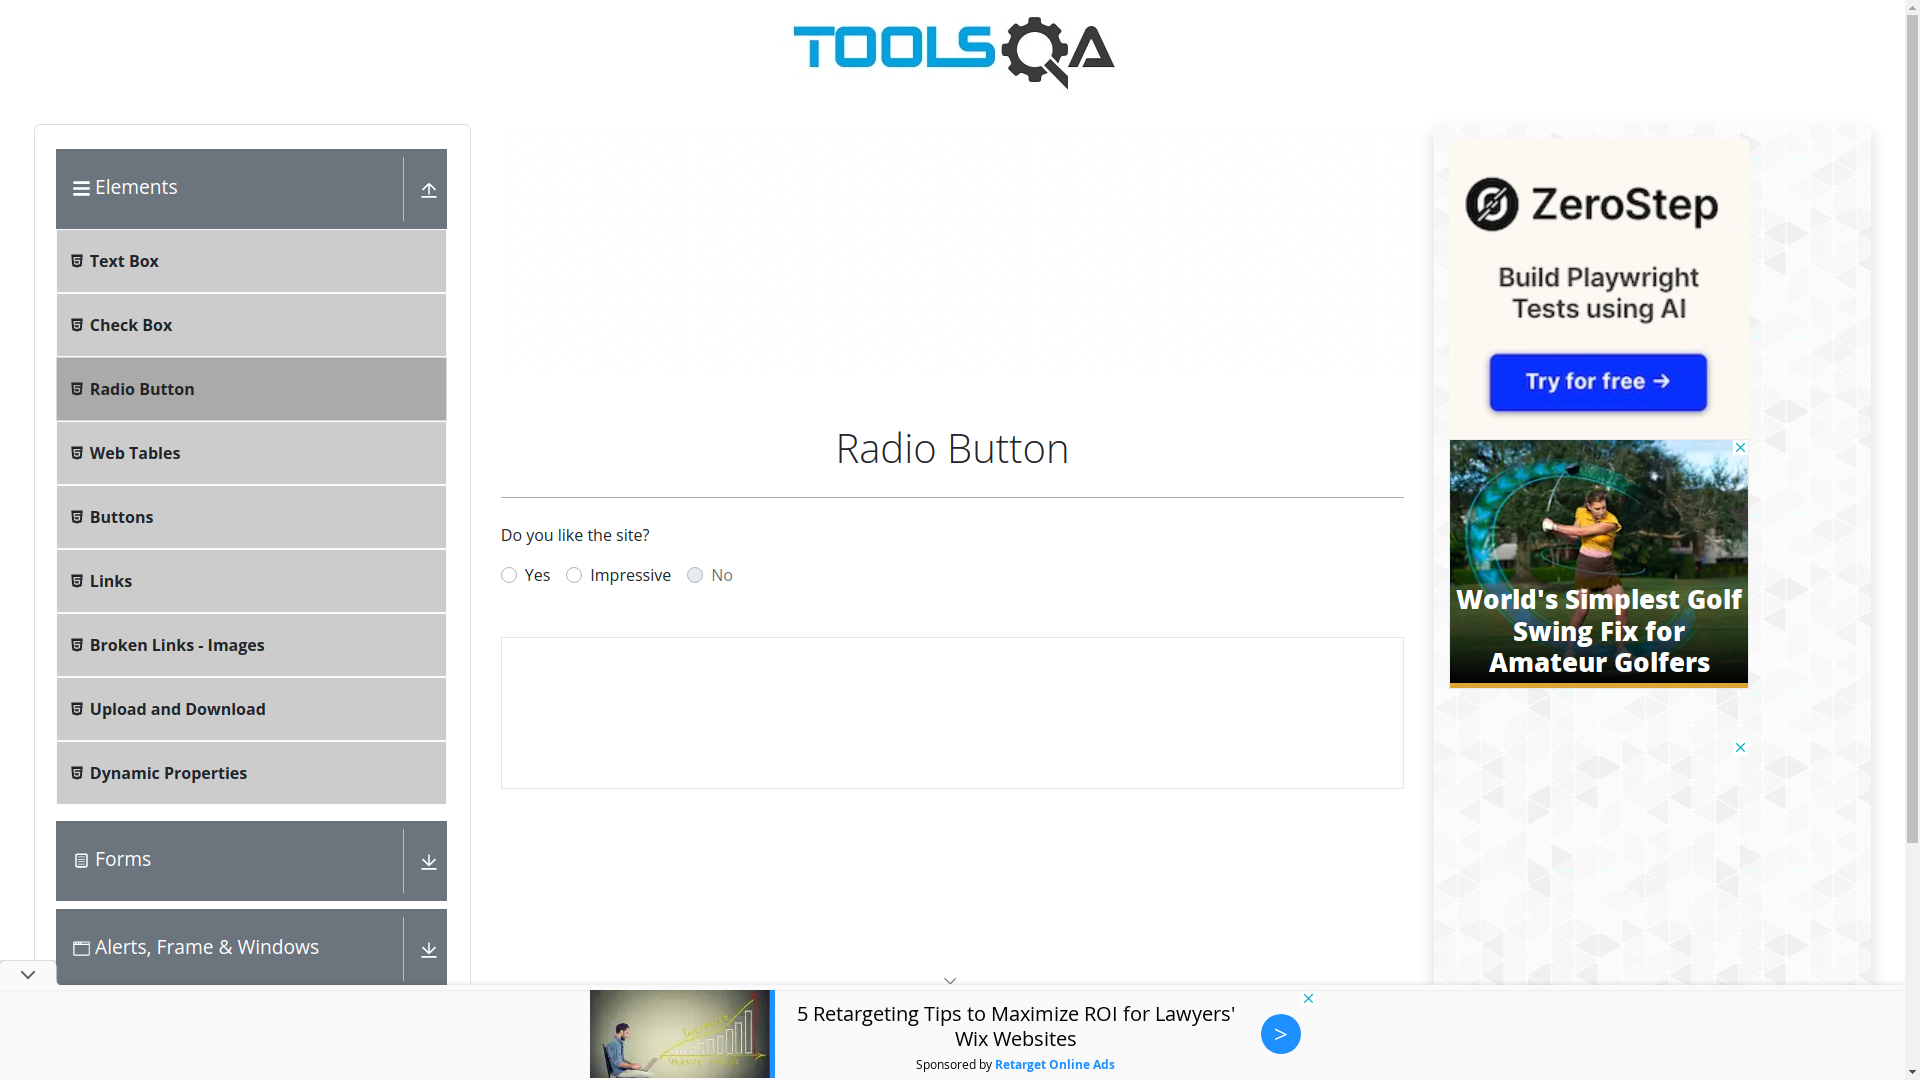 TOOLSQA
Elements
Text Box
Check Box
Radio Button
Web Tables
Buttons
Links
Broken Links - Images
Upload and Download
Dynamic Properties
Forms
Alerts, Frame & Windows
Radio Button
Do you like the site?
Yes
Impressive
No
ZeroStep
Build Playwright
Tests using AI
Try for free →
World's Simplest Golf
Swing Fix for
Amateur Golfers
5 Retargeting Tips to Maximize ROI for Lawyers'
Wix Websites
Sponsored by Retarget Online Ads
>